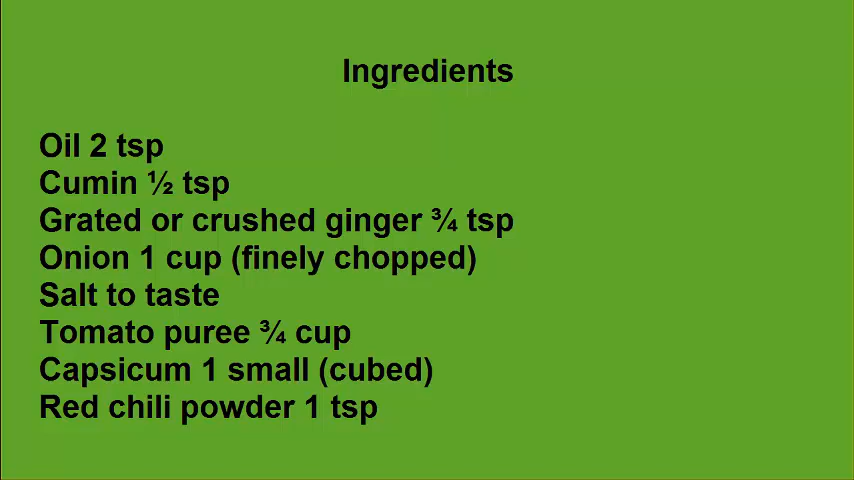 Ingredients
Oil 2 tsp
Cumin ½ tsp
Grated or crushed ginger ¾ tsp
Onion 1 cup (finely chopped)
Salt to taste
Tomato puree ¾ cup
Capsicum 1 small (cubed)
Red chili powder 1 tsp